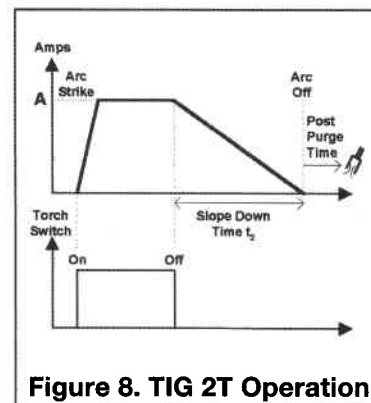 Amps
Arc
Strike
A
Arc
Off
Post
Purge
Time
Slope Down
Time t₂
Torch
Switch
On Off
Figure 8. TIG 2T Operation